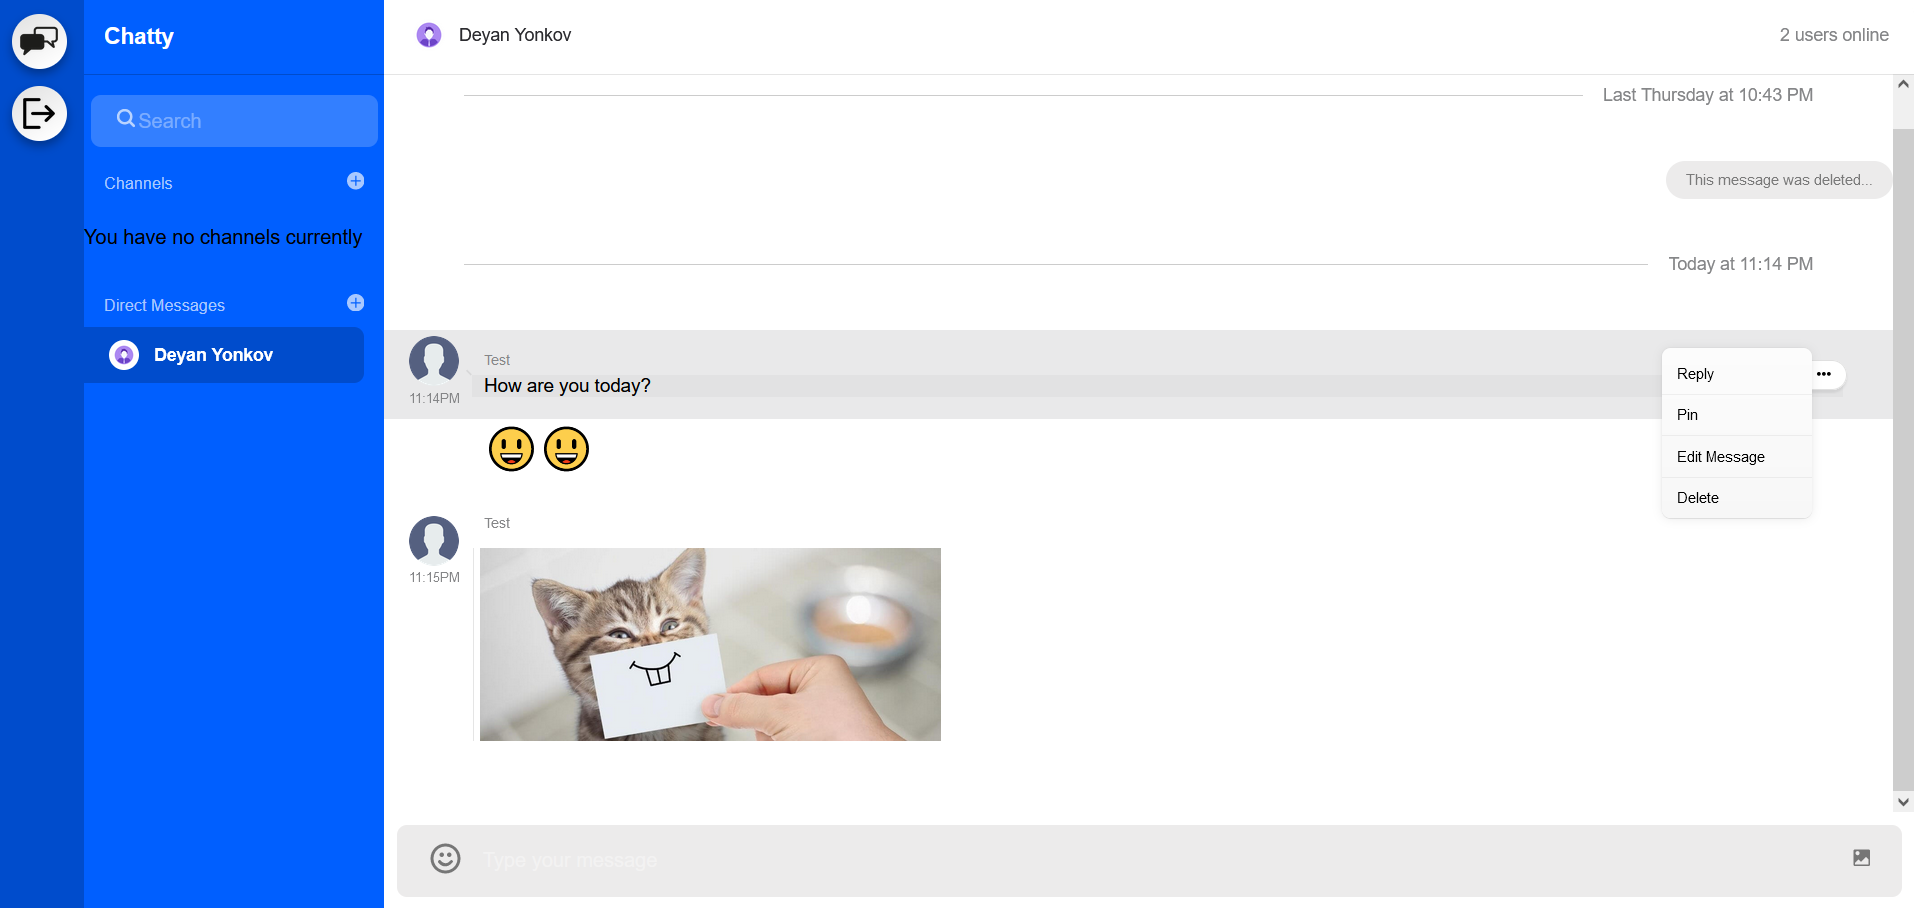 Chatty
Search
Channels
You have no channels currently
Direct Messages
Deyan Yonkov
Deyan Yonkov
2 users online
Last Thursday at 10:43 PM
This message was deleted...
Today at 11:14 PM
Test
How are you today?
11:14PM
Reply
Pin
Edit Message
Delete
Test
11:15PM
Type your message